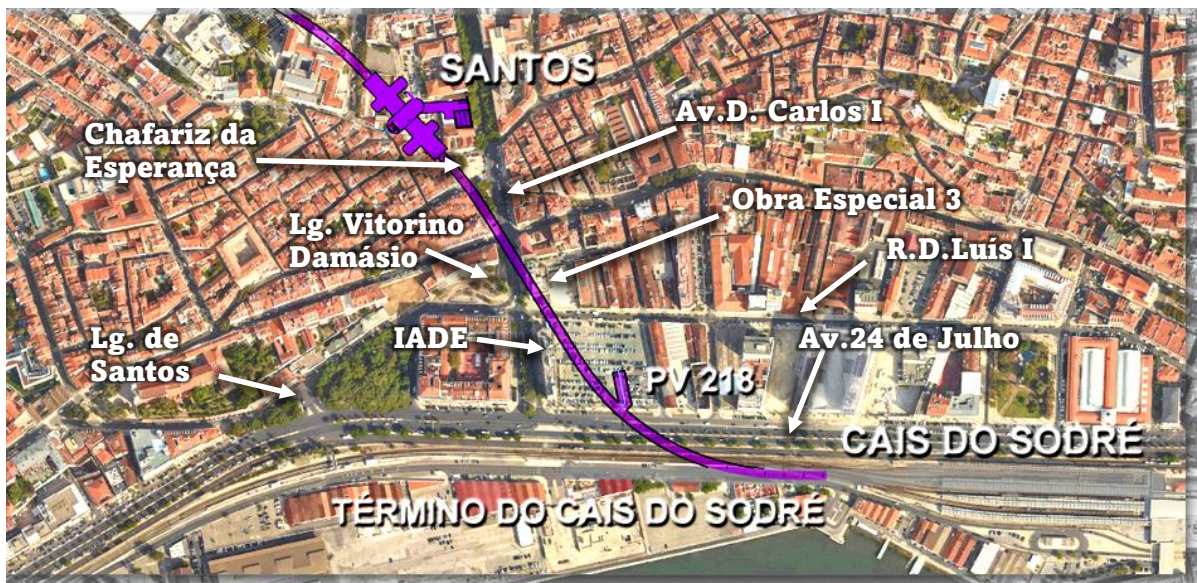 SANTOS
Av.D. Carlos I
Chafariz da
Esperança
.Obra Especial 3
Lg. Vitorino
Damásio
R.D.Luís I
IADE
Av.24 de Julho
Lg. de
Santos
PV 218
CAIS DO SODRÉ
TÉRMINO DO CAIS DO SODRÉ